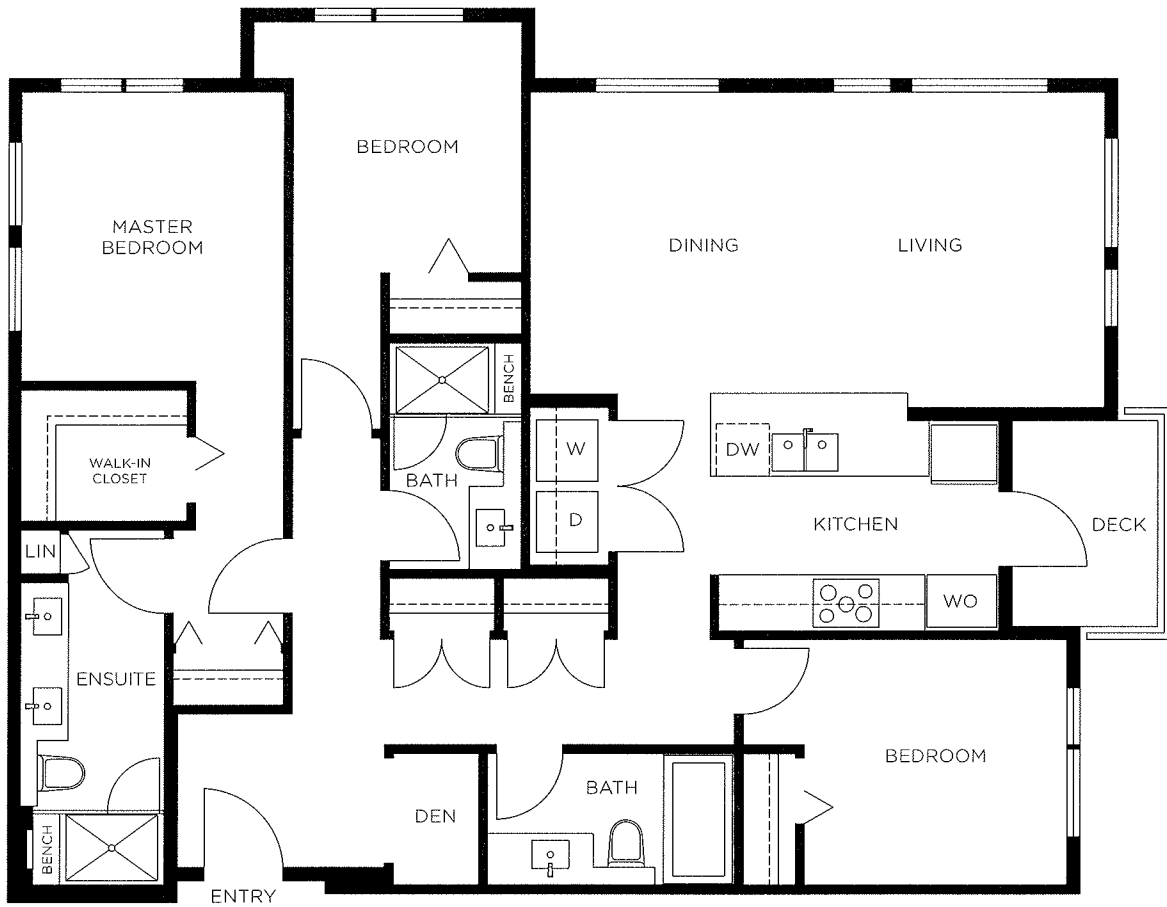 BEDROOM
MASTER
BEDROOM
DINING
LIVING
BENCH
WALK-IN
CLOSET
BATH
W
D
DW
KITCHEN
DECK
LIN
WO
ENSUITE
BEDROOM
BATH
DEN
BENCH
ENTRY